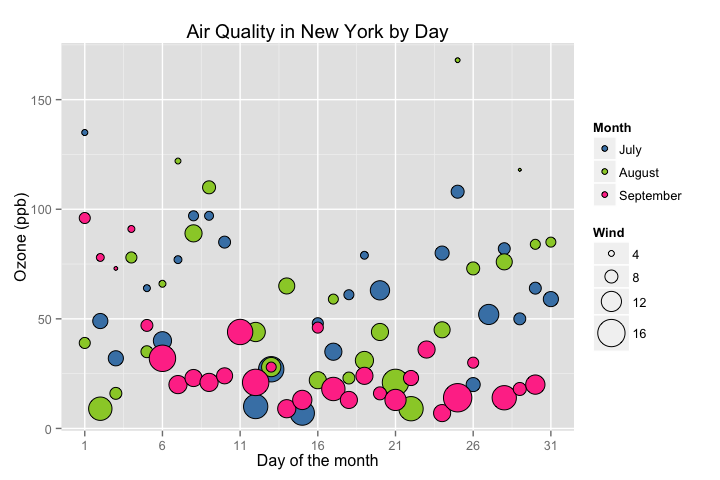 Air Quality in New York by Day
Ozone (ppb)
150
100
50
0
1 6 11 16 21 26 31
Day of the month
Month
July
August
September
Wind
4
8
12
16